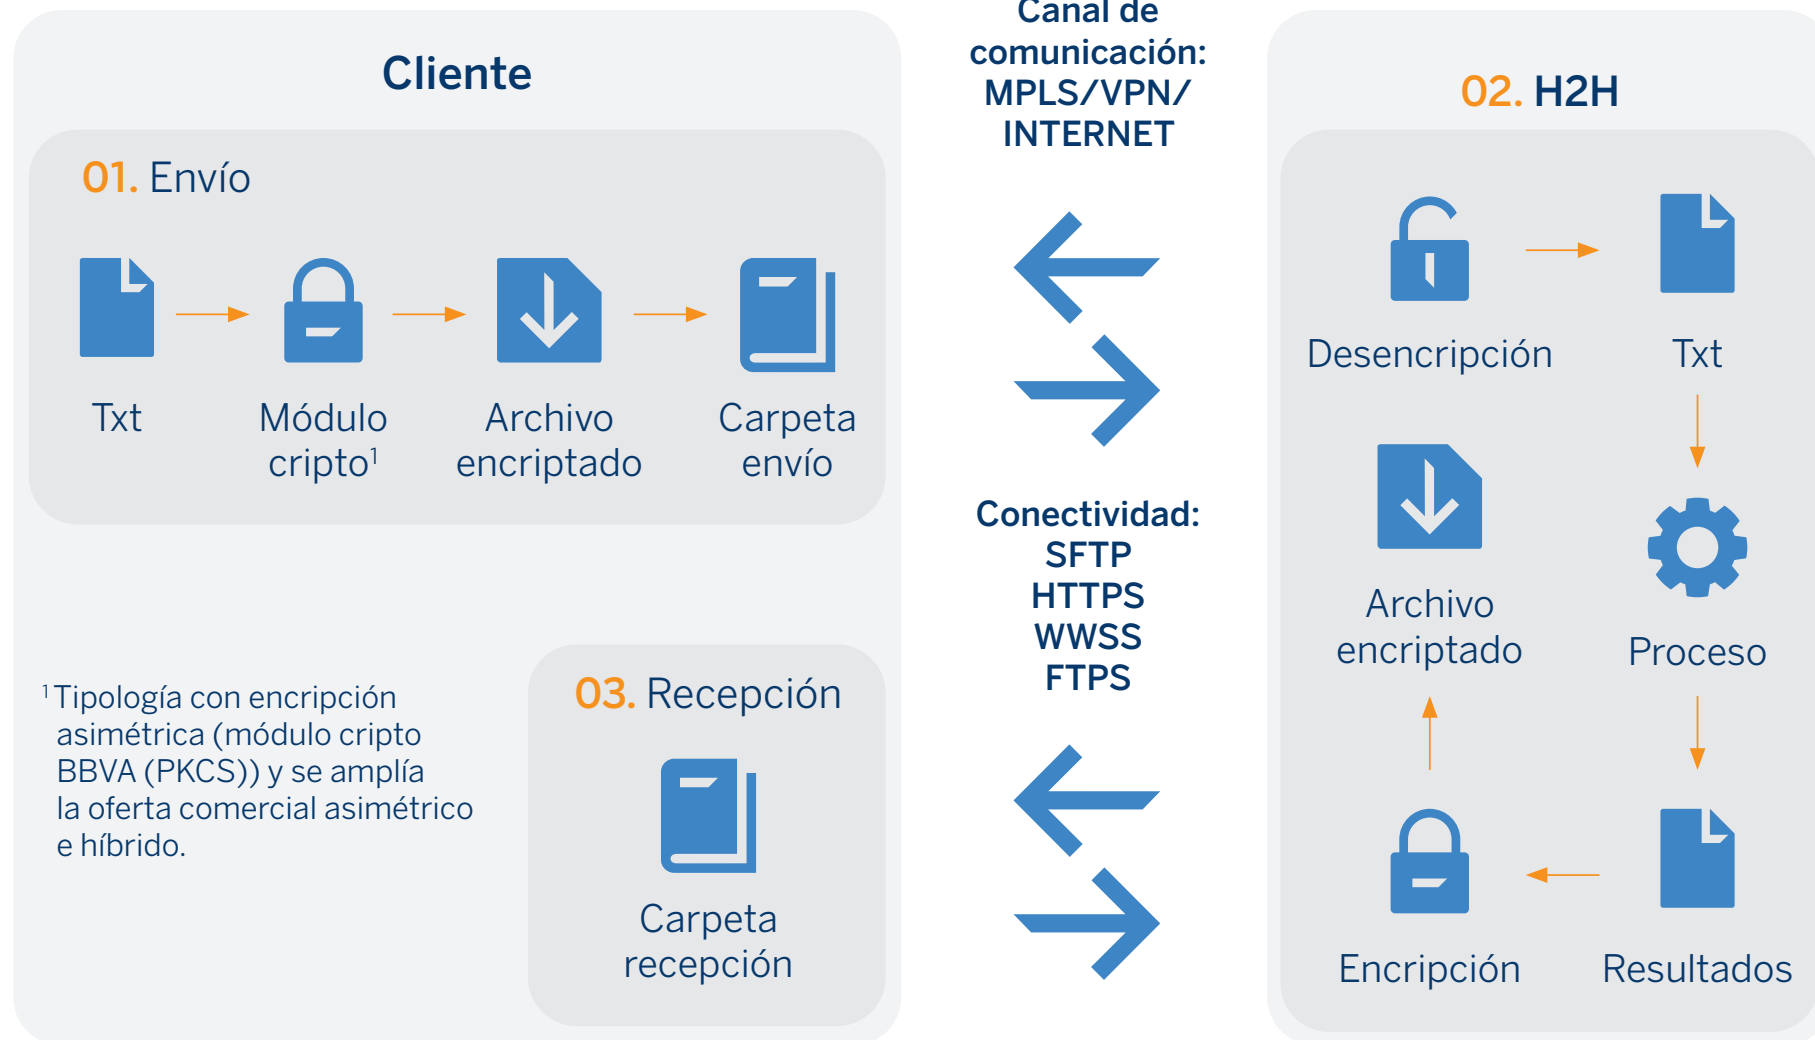 Cliente
01. Envío
Txt
Módulo
cripto¹
Archivo
encriptado
Carpeta
envío
¹ Tipología con encripción
asimétrica (módulo cripto
BBVA (PKCS)) y se amplía
la oferta comercial asimétrico
e híbrido.
03. Recepción
Carpeta
recepción
Canal de
comunicación:
MPLS/VPN/
INTERNET
Conectividad:
SFTP
HTTPS
WWSS
FTPS
02. H2H
Desencripción
Txt
Archivo
encriptado
Proceso
Encripción
Resultados